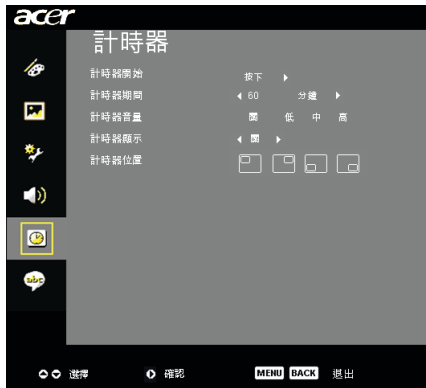 acer
計時器
計時器開始 按下
計時器期間 60 分鐘
計時器音量 關 低 中 高
計時器顯示 關
計時器位置
abc
選擇 確認 MENU BACK 退出